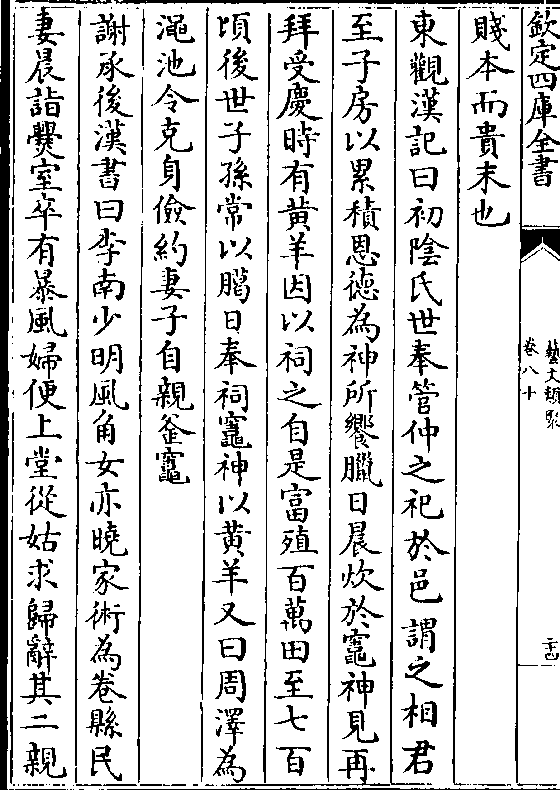 欽定四庫全書
藝文類聚
卷八十
二十四
賤本而貴末也
東觀漢記曰初陰氏世奉管仲之祀於邑謂之相君
至子房以累積恩德為神所饗臘日晨炊於竈神見再
拜受慶時有黄羊因以祠之自是富殖百萬田至七百
頃後世子孫常以臈日奉祠竈神以黄羊又曰周澤為
澠池令克身儉約妻子自親釡竈
謝承後漢書曰李南少明風角女亦曉家術為卷縣民
妻晨詣㸑室卒有暴風婦便上堂從姑求歸辭其二親